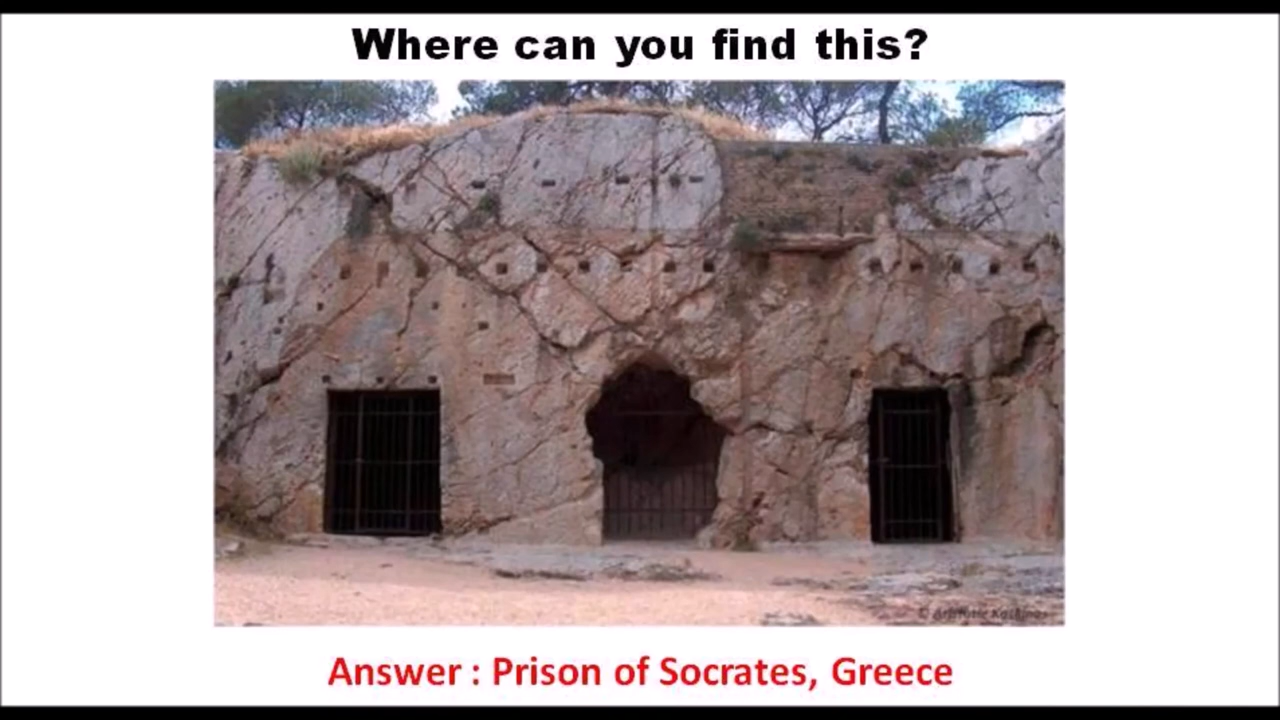 Where can you find this?
Answer : Prison of Socrates, Greece